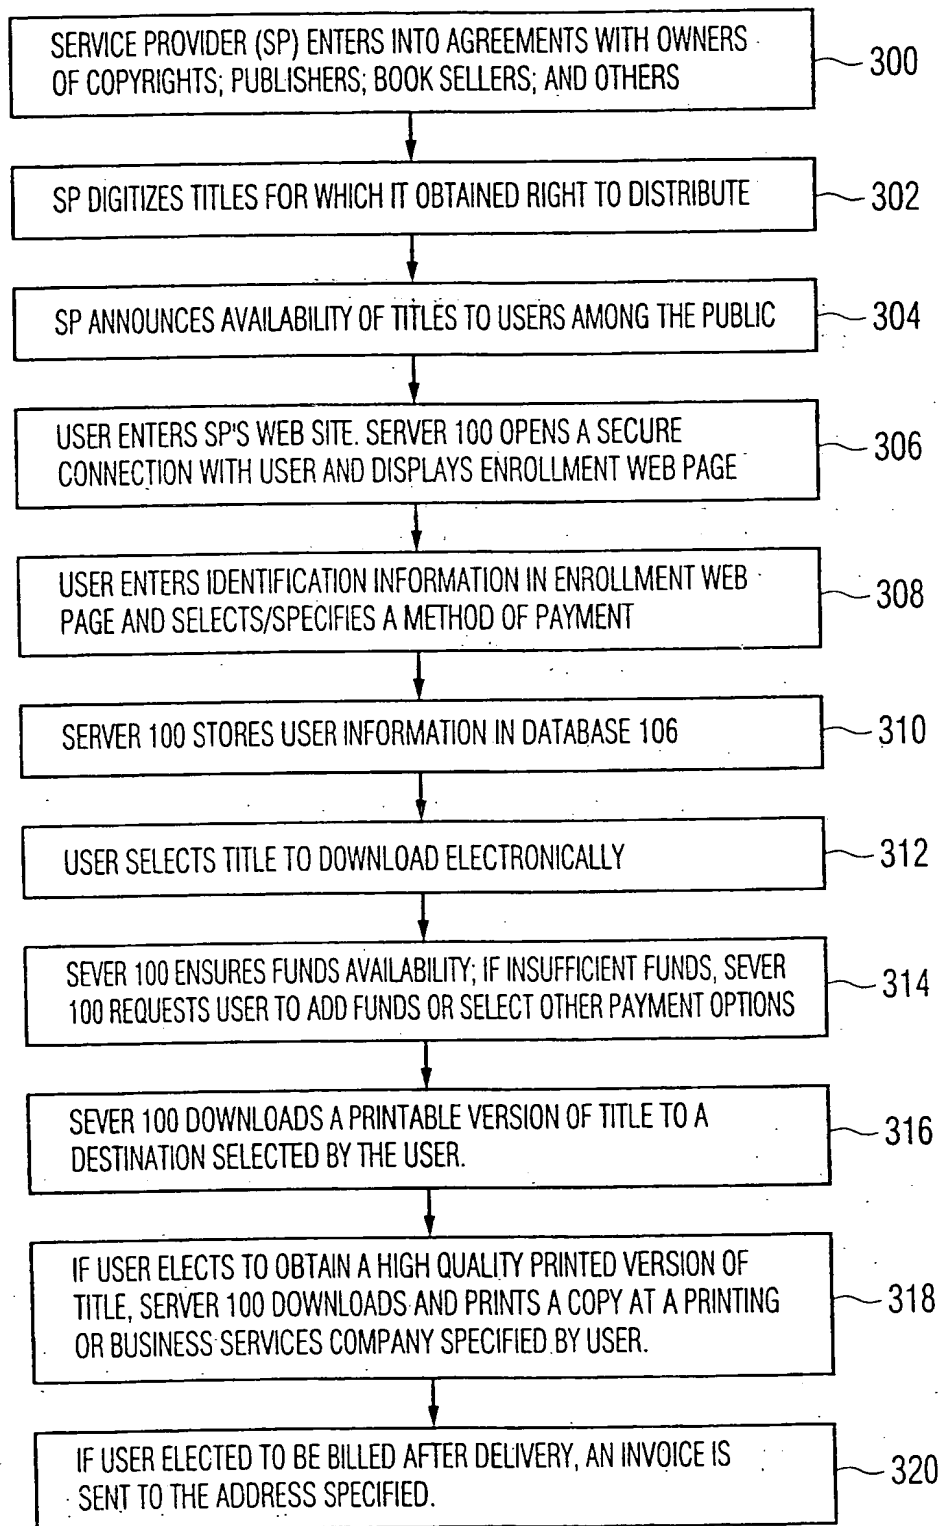 SERVICE PROVIDER (SP) ENTERS INTO AGREEMENTS WITH OWNERS
OF COPYRIGHTS; PUBLISHERS; BOOK SELLERS; AND OTHERS
300
SP DIGITIZES TITLES FOR WHICH IT OBTAINED RIGHT TO DISTRIBUTE
302
SP ANNOUNCES AVAILABILITY OF TITLES TO USERS AMONG THE PUBLIC
304
USER ENTERS SP'S WEB SITE. SERVER 100 OPENS A SECURE
CONNECTION WITH USER AND DISPLAYS ENROLLMENT WEB PAGE
306
USER ENTERS IDENTIFICATION INFORMATION IN ENROLLMENT WEB
PAGE AND SELECTS/SPECIFIES A METHOD OF PAYMENT
308
SERVER 100 STORES USER INFORMATION IN DATABASE 106
310
USER SELECTS TITLE TO DOWNLOAD ELECTRONICALLY
312
SEVER 100 ENSURES FUNDS AVAILABILITY; IF INSUFFICIENT FUNDS, SEVER
100 REQUESTS USER TO ADD FUNDS OR SELECT OTHER PAYMENT OPTIONS
314
SEVER 100 DOWNLOADS A PRINTABLE VERSION OF TITLE TO A
DESTINATION SELECTED BY THE USER.
316
IF USER ELECTS TO OBTAIN A HIGH QUALITY PRINTED VERSION OF
TITLE, SERVER 100 DOWNLOADS AND PRINTS A COPY AT A PRINTING
OR BUSINESS SERVICES COMPANY SPECIFIED BY USER.
318
IF USER ELECTED TO BE BILLED AFTER DELIVERY, AN INVOICE IS
SENT TO THE ADDRESS SPECIFIED.
320